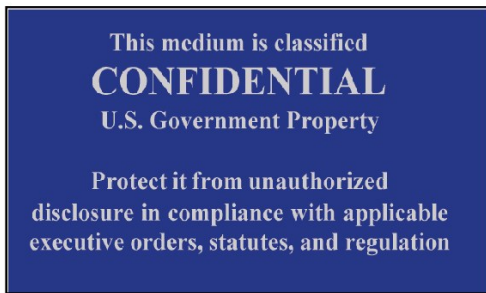 This medium is classified
CONFIDENTIAL
U.S. Government Property
Protect it from unauthorized
disclosure in compliance with applicable
executive orders, statutes, and regulation